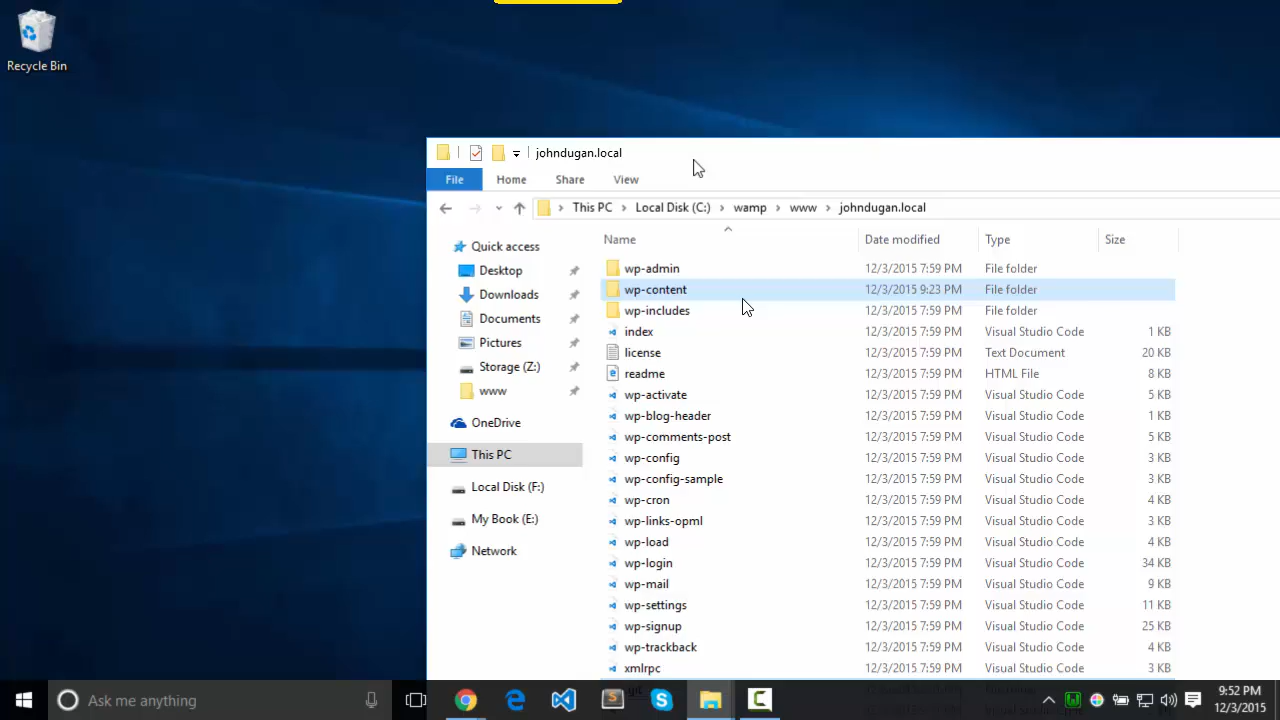 Recycle Bin
johndugan.local
File Home Share View
This PC Local Disk (C:) wamp www johndugan.local
Name Date modified Type Size
Quick access
Desktop
Downloads
Documents
Pictures
Storage (Z:)
www
OneDrive
This PC
Local Disk (F:)
My Book (E:)
Network
wp-admin 12/3/2015 7:59 PM File folder
wp-content 12/3/2015 9:23 PM File folder
wp-includes 12/3/2015 7:59 PM File folder
index 12/3/2015 7:59 PM Visual Studio Code 1 KB
license 12/3/2015 7:59 PM Text Document 20 KB
readme 12/3/2015 7:59 PM HTML File 8 KB
wp-activate 12/3/2015 7:59 PM Visual Studio Code 5 KB
wp-blog-header 12/3/2015 7:59 PM Visual Studio Code 1 KB
wp-comments-post 12/3/2015 7:59 PM Visual Studio Code 5 KB
wp-config 12/3/2015 7:59 PM Visual Studio Code 3 KB
wp-config-sample 12/3/2015 7:59 PM Visual Studio Code 3 KB
wp-cron 12/3/2015 7:59 PM Visual Studio Code 4 KB
wp-links-opml 12/3/2015 7:59 PM Visual Studio Code 3 KB
wp-load 12/3/2015 7:59 PM Visual Studio Code 4 KB
wp-login 12/3/2015 7:59 PM Visual Studio Code 34 KB
wp-mail 12/3/2015 7:59 PM Visual Studio Code 9 KB
wp-settings 12/3/2015 7:59 PM Visual Studio Code 11 KB
wp-signup 12/3/2015 7:59 PM Visual Studio Code 25 KB
wp-trackback 12/3/2015 7:59 PM Visual Studio Code 4 KB
xmlrpc 12/3/2015 7:59 PM Visual Studio Code 3 KB
Ask me anything
9:52 PM
12/3/2015